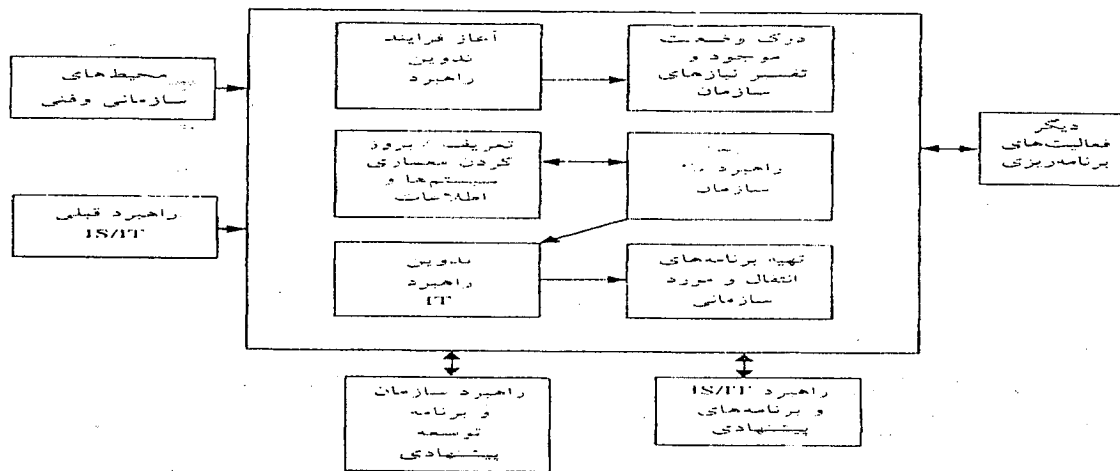 آغاز فرایند
تدوین
راهبرد
درک وضعیت
موجود و
تفسیر نیازهای
سازمان
محیط‌های
سازمانی وفنی
دیگر
فعالیت‌های
برنامه‌ریزی
تعریف / بروز
کردن معماری
سیستم‌ها و
اطلاعات
راهبرد
سازمان
راهبرد قبلی
IS/IT
تدوین
راهبرد
IT
تهیه برنامه‌های
انتقال و مورد
سازمانی
راهبرد سازمان
و برنامه
توسعه
پیشنهادی
راهبرد IS/IT
و برنامه‌های
پیشنهادی